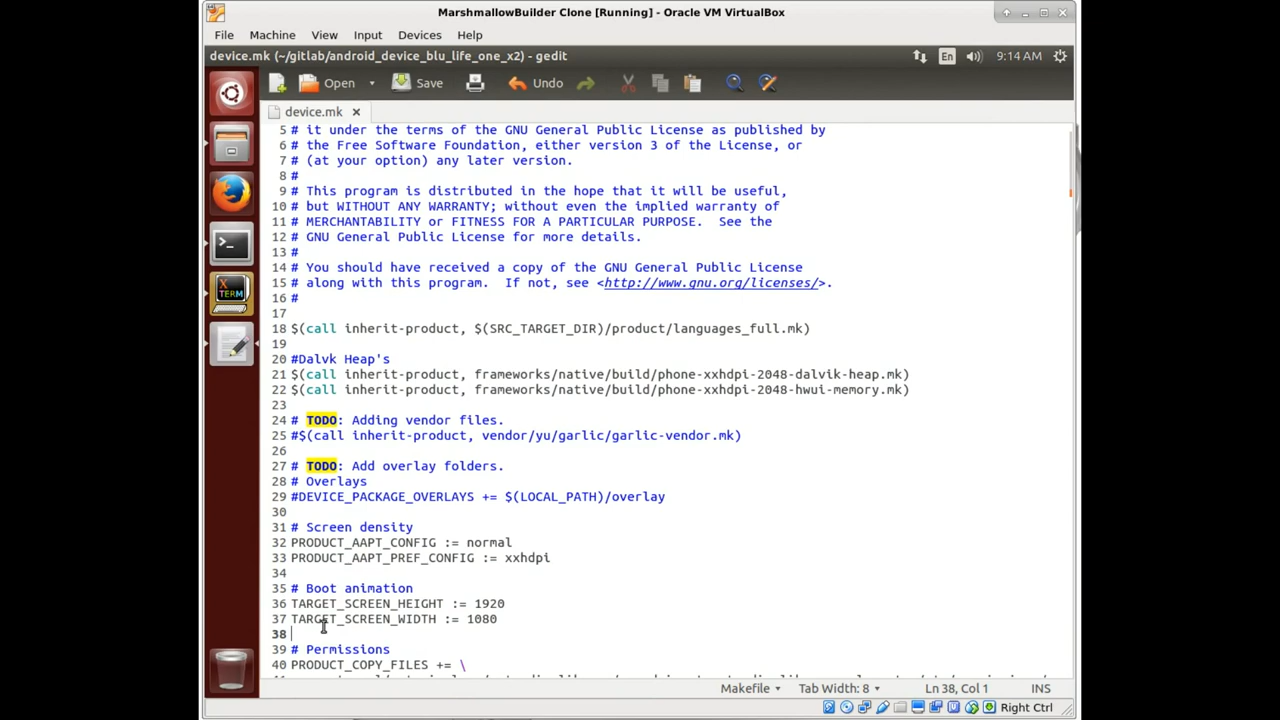 MarshmallowBuilder Clone [Running] - Oracle VM VirtualBox
File Machine View Input Devices Help
device.mk (~/gitlab/android_device_blu_life_one_x2) - gedit
En
9:14 AM
Open
Save
Undo
device.mk
5 # it under the terms of the GNU General Public License as published by
6 # the Free Software Foundation, either version 3 of the License, or
7 # (at your option) any later version.
8 #
9 # This program is distributed in the hope that it will be useful,
10 # but WITHOUT ANY WARRANTY; without even the implied warranty of
11 # MERCHANTABILITY or FITNESS FOR A PARTICULAR PURPOSE.  See the
12 # GNU General Public License for more details.
13 #
14 # You should have received a copy of the GNU General Public License
15 # along with this program.  If not, see <http://www.gnu.org/licenses/>.
16 #
17
18 $(call inherit-product, $(SRC_TARGET_DIR)/product/languages_full.mk)
19
20 #Dalvk Heap's
21 $(call inherit-product, frameworks/native/build/phone-xxhdpi-2048-dalvik-heap.mk)
22 $(call inherit-product, frameworks/native/build/phone-xxhdpi-2048-hwui-memory.mk)
23
24 # TODO: Adding vendor files.
25 #$(call inherit-product, vendor/yu/garlic/garlic-vendor.mk)
26
27 # TODO: Add overlay folders.
28 # Overlays
29 #DEVICE_PACKAGE_OVERLAYS += $(LOCAL_PATH)/overlay
30
31 # Screen density
32 PRODUCT_AAPT_CONFIG := normal
33 PRODUCT_AAPT_PREF_CONFIG := xxhdpi
34
35 # Boot animation
36 TARGET_SCREEN_HEIGHT := 1920
37 TARGET_SCREEN_WIDTH := 1080
38
39 # Permissions
40 PRODUCT_COPY_FILES += \
X TERM
Makefile
Tab Width: 8
Ln 38, Col 1
INS
Right Ctrl